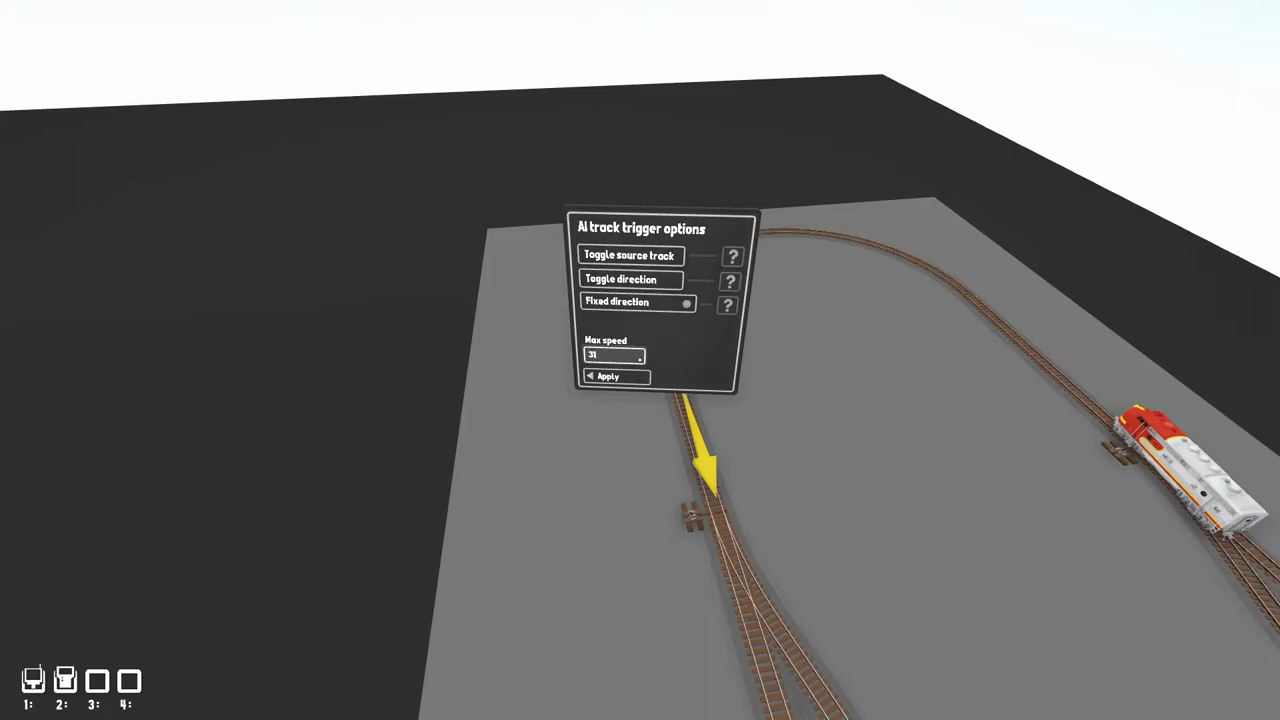 AI track trigger options
Toggle source track ?
Toggle direction ?
Fixed direction ?
Max speed
31
Apply
1: 2: 3: 4: